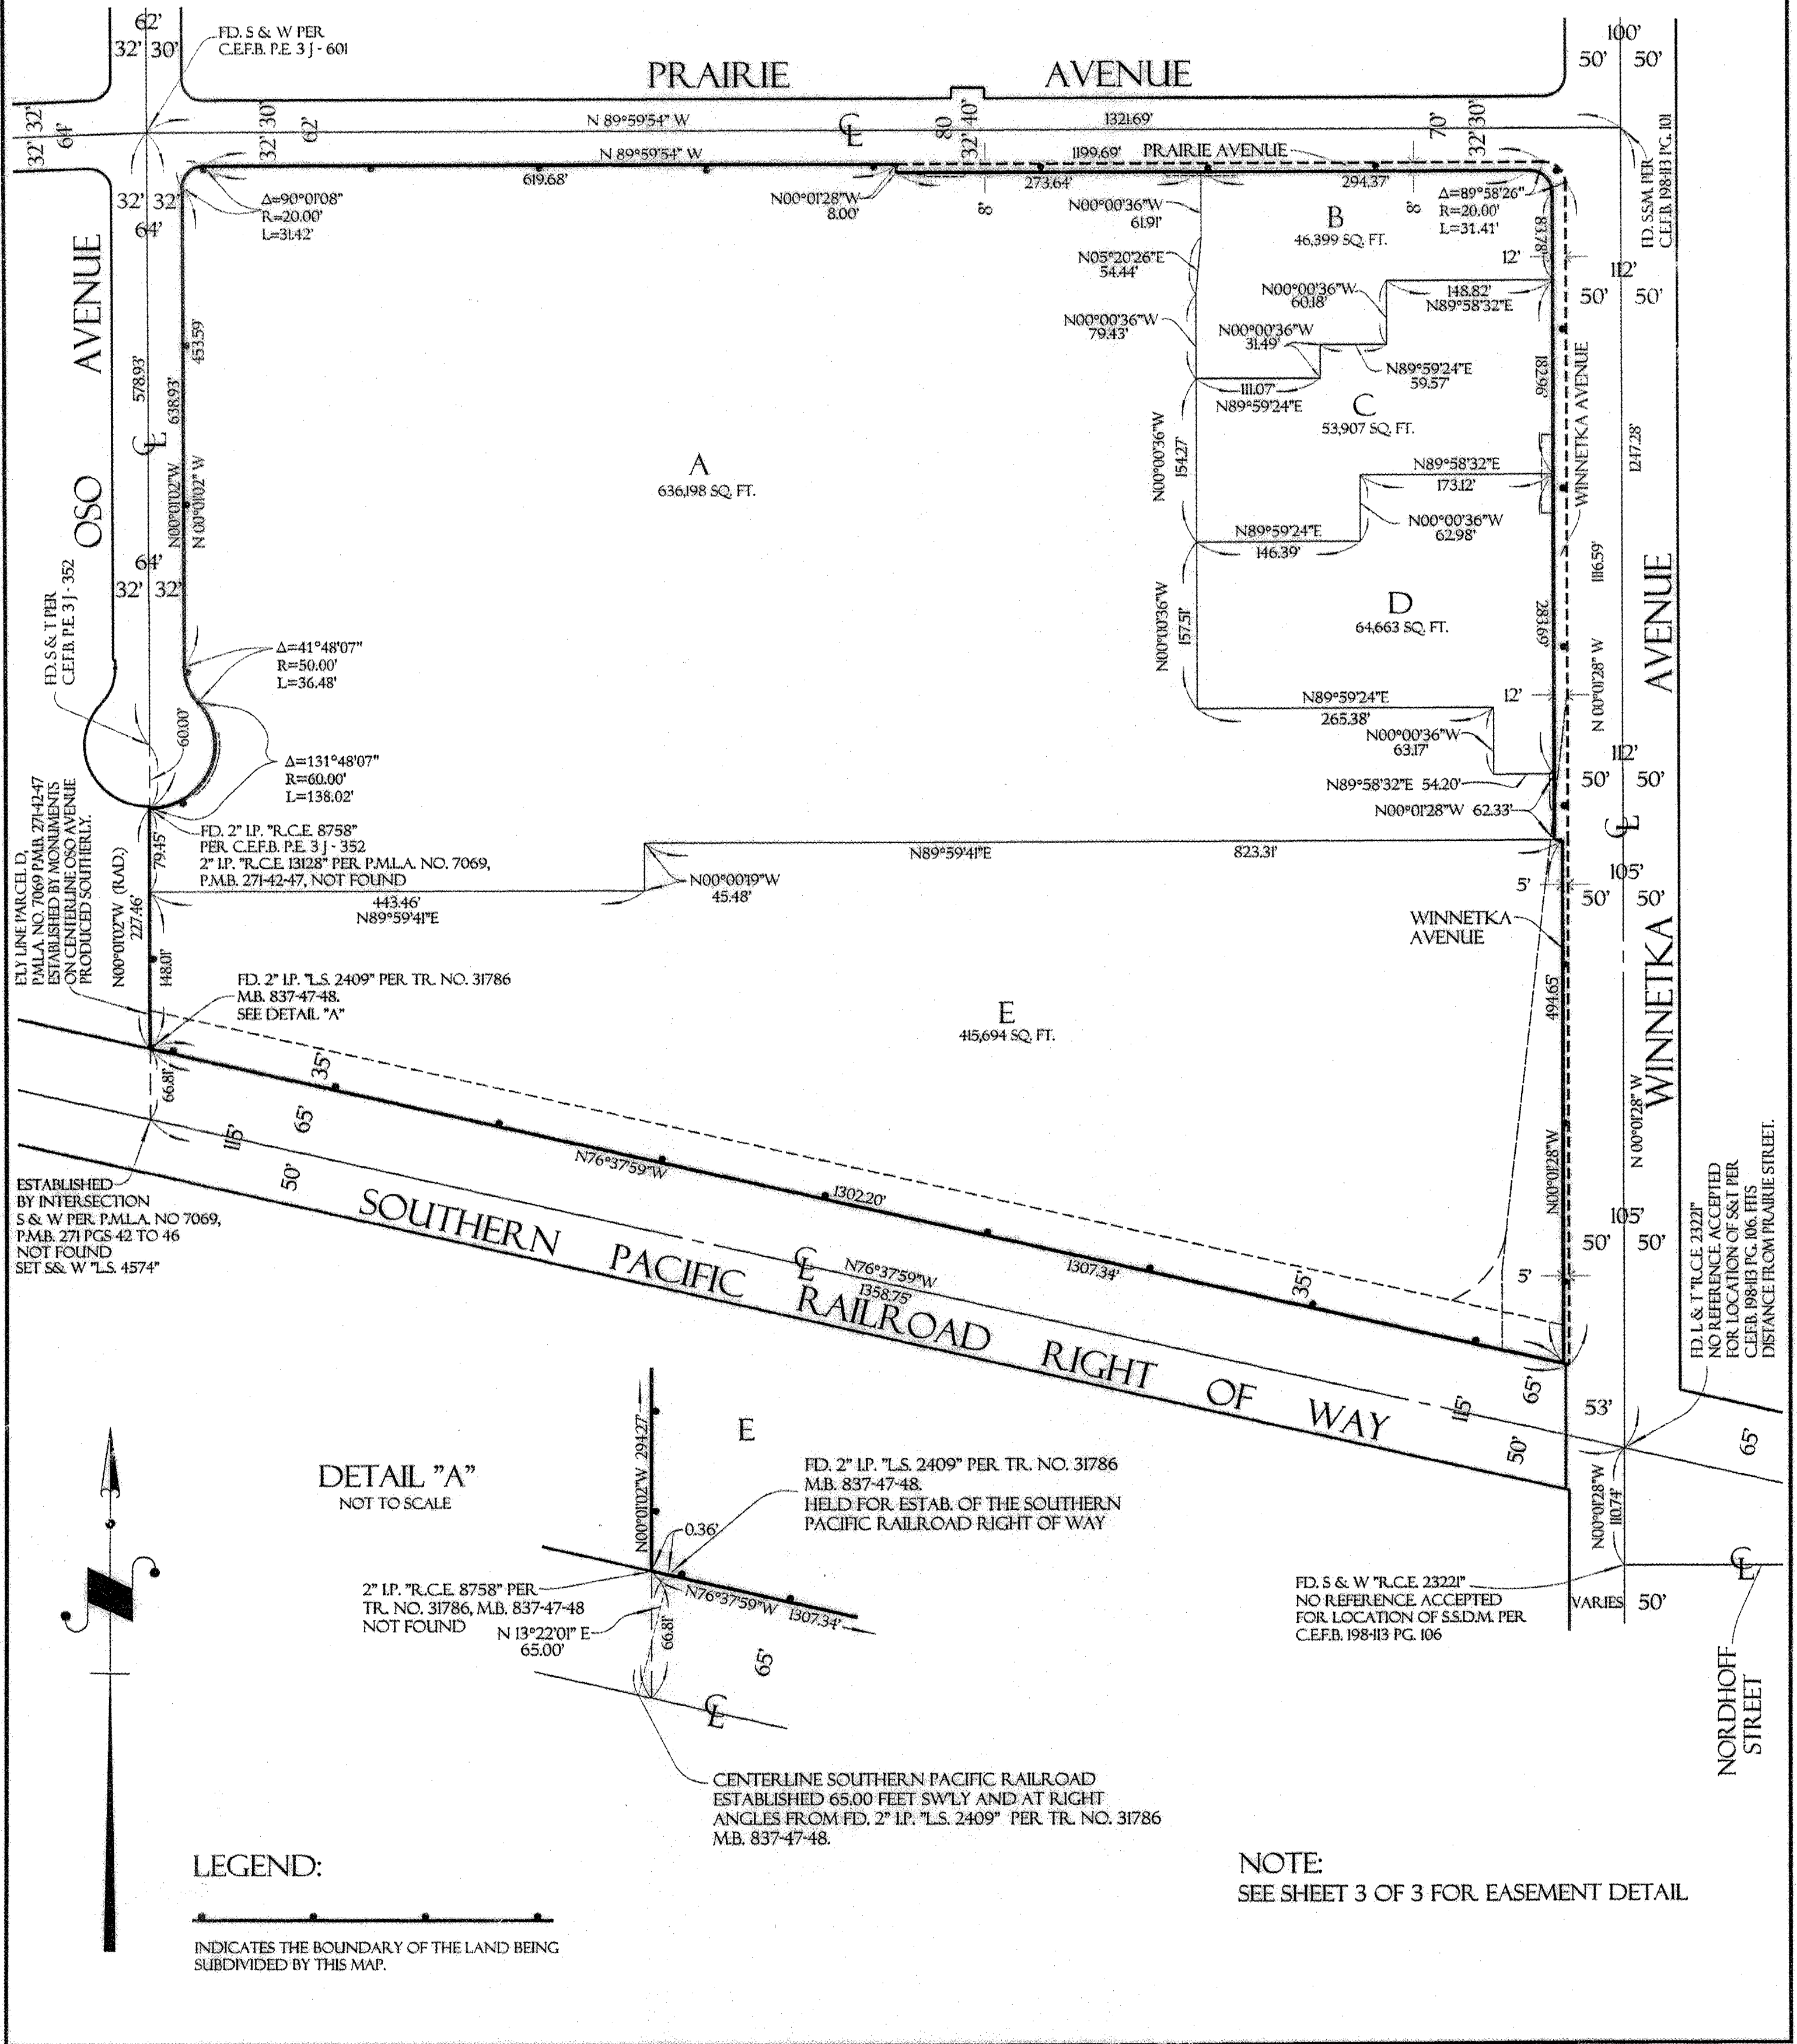 62'
32' 30'
FD. S & W PER
C.E.F.B. P.E. 3 J - 601
PRAIRIE AVENUE
100'
50' 50'
32' 32'
64'
32' 30'
62'
N 89°59'54" W
℄
80
32' 40'
1321.69'
70'
32' 30'
FD. S.S.M. PER
C.E.F.B. 198-113 PG. 101
N 89°59'54" W
619.68'
1199.69'
PRAIRIE AVENUE
273.64'
294.37'
N00°01'28"W
8.00'
8'
8'
32' 32'
64'
Δ=90°01'08"
R=20.00'
L=31.42'
N00°00'36"W
61.91'
B
46,399 SQ. FT.
Δ=89°58'26"
R=20.00'
L=31.41'
83.78'
12'
112'
50' 50'
N05°20'26"E
54.44'
N00°00'36"W
60.18'
148.82'
N89°58'32"E
N00°00'36"W
79.43'
N00°00'36"W
31.49'
N89°59'24"E
59.57'
111.07'
N89°59'24"E
OSO AVENUE
578.93'
℄
638.93'
453.59'
N00°01'02"W
N 00°01'02" W
64'
32' 32'
A
636,198 SQ. FT.
C
53,907 SQ. FT.
182.96'
WINNETKA AVENUE
1247.28'
N00°00'36"W
154.27'
N89°58'32"E
173.12'
N00°00'36"W
62.98'
N89°59'24"E
146.39'
1116.59'
N 00°01'28" W
D
64,663 SQ. FT.
283.69'
N00°00'36"W
157.51'
N89°59'24"E
265.38'
12'
N00°00'36"W
63.17'
N89°58'32"E 54.20'
N00°01'28"W 62.33'
112'
50' 50'
℄
105'
50' 50'
WINNETKA AVENUE
FD. S & T PER
C.E.F.B. P.E 3 J - 352
Δ=41°48'07"
R=50.00'
L=36.48'
60.00'
Δ=131°48'07"
R=60.00'
L=138.02'
FD. 2" I.P. "R.C.E. 8758"
PER C.E.F.B. P.E. 3 J - 352
2" I.P. "R.C.E. 13128" PER P.M.L.A. NO. 7069,
P.M.B. 271-42-47, NOT FOUND
ELY LINE PARCEL D,
P.M.L.A. NO. 7069 P.M.B. 271-42-47
ESTABLISHED BY MONUMENTS
ON CENTERLINE OSO AVENUE
PRODUCED SOUTHERLY.
N00°01'02"W (RAD.)
227.46'
79.45'
148.01'
443.46'
N89°59'41"E
N00°00'19"W
45.48'
N89°59'41"E
823.31'
5'
WINNETKA
AVENUE
FD. 2" I.P. "L.S. 2409" PER TR. NO. 31786
M.B. 837-47-48.
SEE DETAIL "A"
E
415,694 SQ. FT.
494.65'
N00°01'28"W
N 00°01'28" W
35'
65'
115'
50'
66.81'
ESTABLISHED
BY INTERSECTION
S & W PER P.M.L.A. NO 7069,
P.M.B. 271 PGS 42 TO 46
NOT FOUND
SET S& W "L.S. 4574"
N76°37'59"W
1302.20'
1307.34'
35'
SOUTHERN PACIFIC RAILROAD RIGHT OF WAY
℄
N76°37'59"W
1358.75'
105'
50' 50'
5'
FD. L & T "R.C.E 23221"
NO REFERENCE ACCEPTED
FOR LOCATION OF S&T PER
C.E.F.B. 198-113 PG. 106. FITS
DISTANCE FROM PRAIRIE STREET.
65'
115'
50'
53'
65'
DETAIL "A"
NOT TO SCALE
E
N00°01'02"W 294.27'
FD. 2" I.P. "L.S. 2409" PER TR. NO. 31786
M.B. 837-47-48.
HELD FOR ESTAB. OF THE SOUTHERN
PACIFIC RAILROAD RIGHT OF WAY
0.36'
2" I.P. "R.C.E. 8758" PER
TR. NO. 31786, M.B. 837-47-48
NOT FOUND
N 13°22'01" E
65.00'
66.81'
N76°37'59"W 1307.34'
65'
℄
N00°01'28"W
110.74'
℄
FD. S & W "R.C.E. 23221"
NO REFERENCE ACCEPTED
FOR LOCATION OF S.S.D.M. PER
C.E.F.B. 198-113 PG. 106
VARIES 50'
NORDHOFF
STREET
CENTERLINE SOUTHERN PACIFIC RAILROAD
ESTABLISHED 65.00 FEET SW'LY AND AT RIGHT
ANGLES FROM FD. 2" I.P. "L.S. 2409" PER TR. NO. 31786
M.B. 837-47-48.
LEGEND:
INDICATES THE BOUNDARY OF THE LAND BEING
SUBDIVIDED BY THIS MAP.
NOTE:
SEE SHEET 3 OF 3 FOR EASEMENT DETAIL